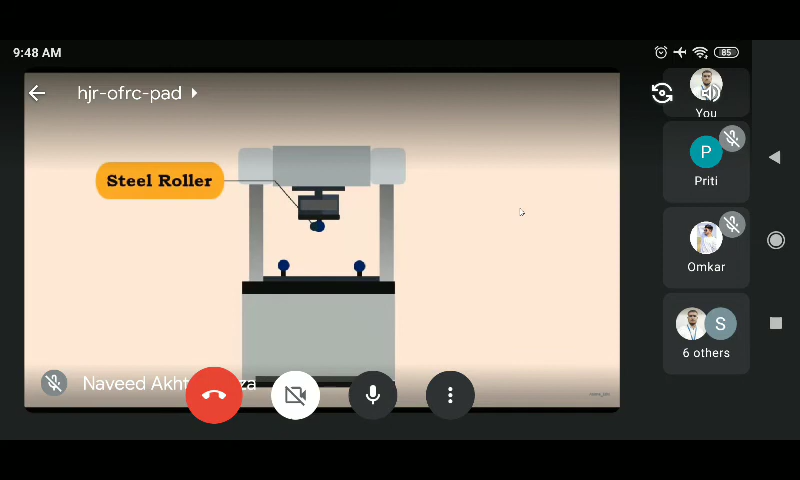 9:48 AM
85
hjr-ofrc-pad
You
Steel Roller
P
Priti
Omkar
S
6 others
Naveed Akht
za